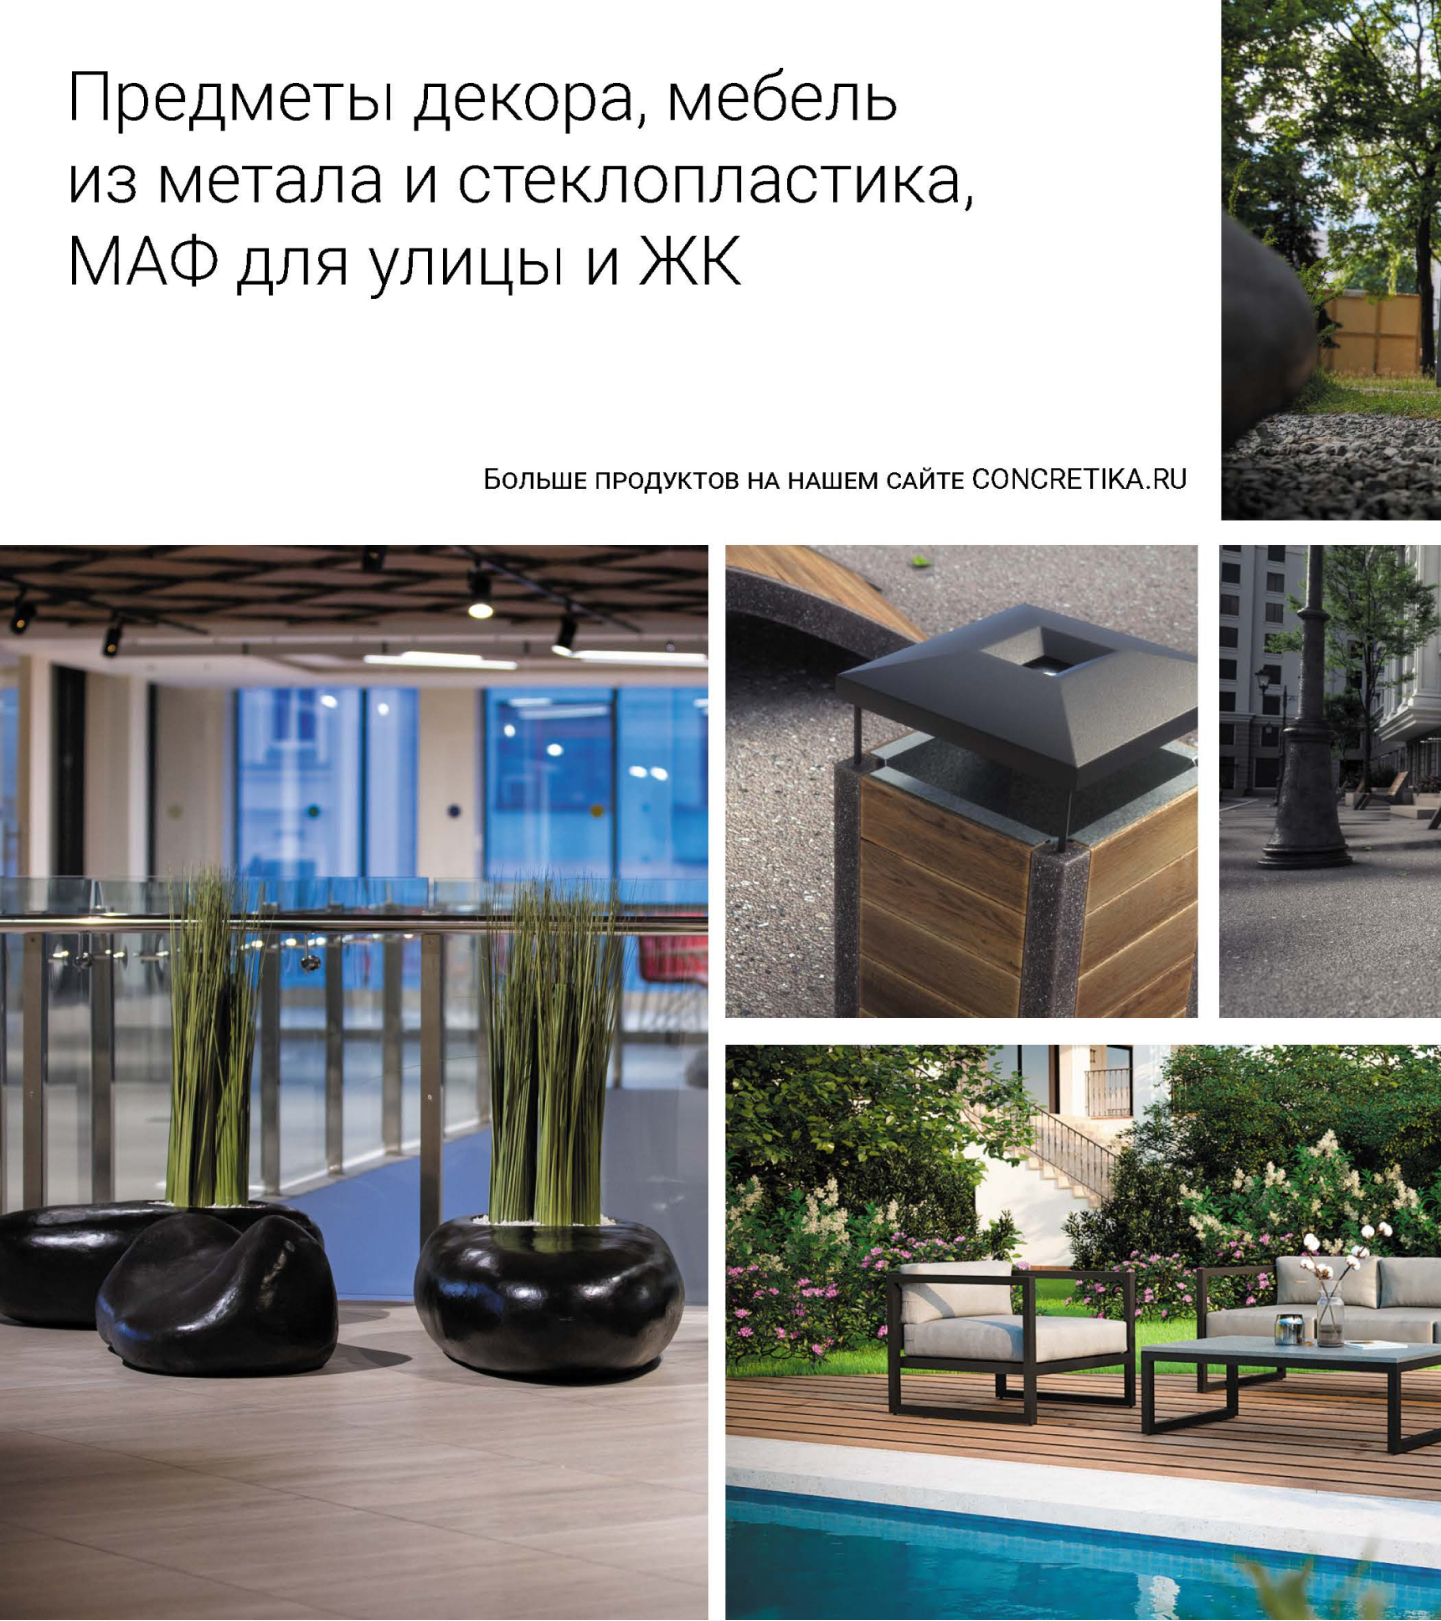 Предметы декора, мебель
из метала и стеклопластика,
МАФ для улицы и ЖК
Больше продуктов на нашем сайте CONCRETIKA.RU